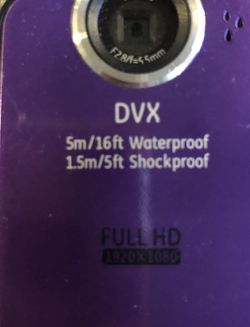 F2.8/f=5.5mm
DVX
5m/16ft Waterproof
1.5m/5ft Shockproof
FULL HD
1920X1080